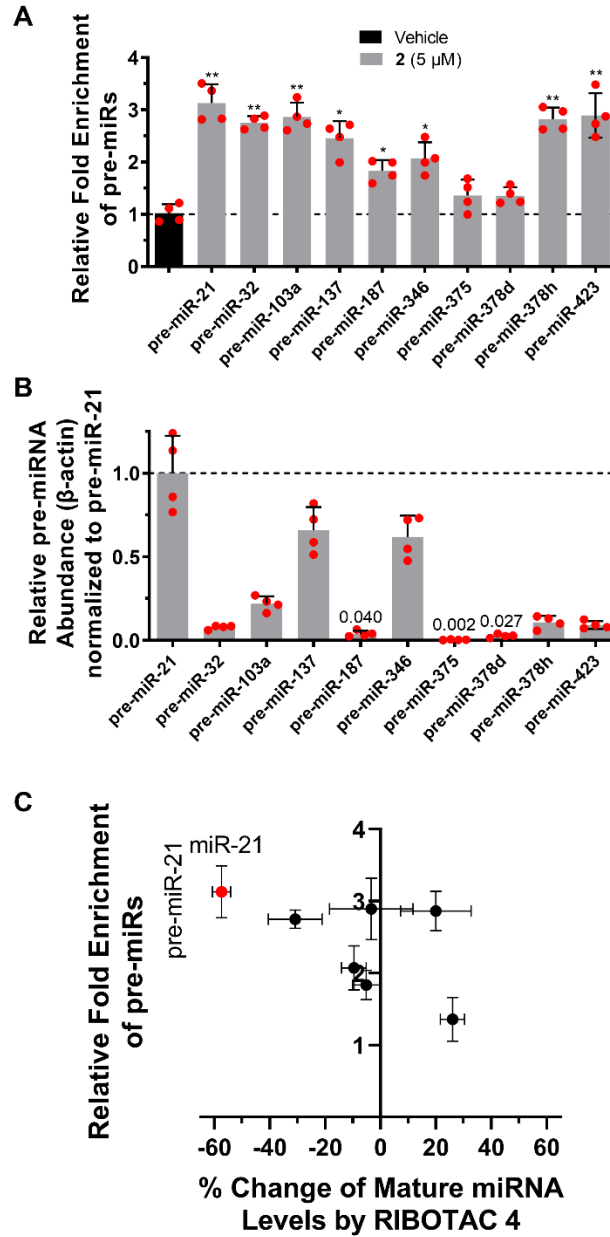 A
Vehicle
2 (5 μM)
Relative Fold Enrichment
of pre-miRs
4
3
2
1
0
pre-miR-21
pre-miR-32
pre-miR-103a
pre-miR-137
pre-miR-187
pre-miR-346
pre-miR-375
pre-miR-378d
pre-miR-378h
pre-miR-423
**
**
**
*
*
*
**
**
B
Relative pre-miRNA
Abundance (β-actin)
normalized to pre-miR-21
1.0
0.5
0.0
0.040
0.002
0.027
pre-miR-21
pre-miR-32
pre-miR-103a
pre-miR-137
pre-miR-187
pre-miR-346
pre-miR-375
pre-miR-378d
pre-miR-378h
pre-miR-423
C
Relative Fold Enrichment
of pre-miRs
pre-miR-21
miR-21
4
3
2
1
-60 -40 -20 0 20 40 60
% Change of Mature miRNA
Levels by RIBOTAC 4